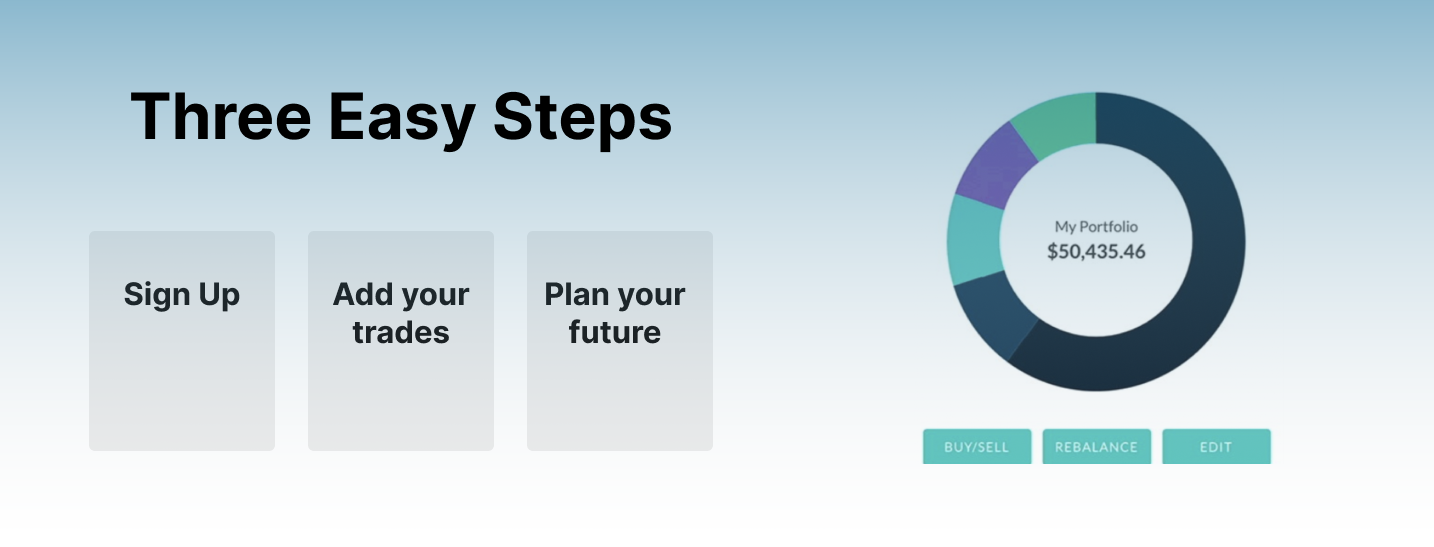 Three Easy Steps
Sign Up
Add your
trades
Plan your
future
My Portfolio
$50,435.46
BUY/SELL
REBALANCE
EDIT